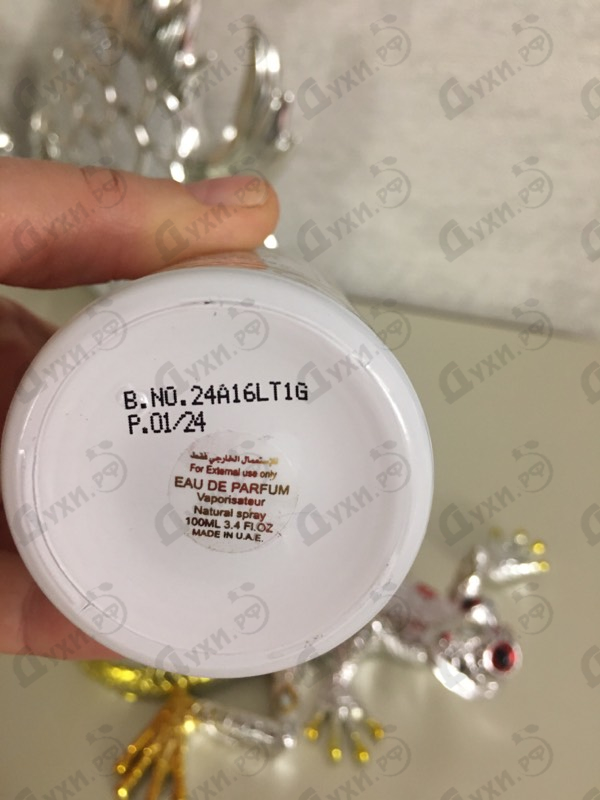 B.NO.24A16LT1G
P.01/24
للإستعمال الخارجي فقط
For External use only
EAU DE PARFUM
Vaporisateur
Natural spray
100ML 3.4 Fl.OZ
MADE IN U.A.E.
Духи.РФ